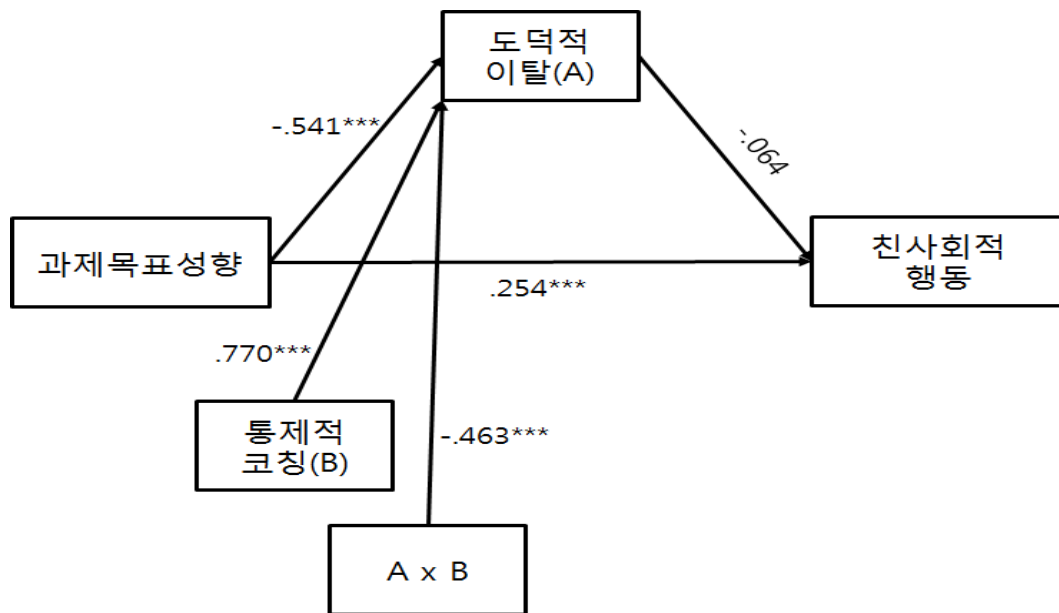 도덕적
이탈(A)
-.541***
-.064
과제목표성향
친사회적
행동
.254***
.770***
통제적
코칭(B)
-.463***
A x B